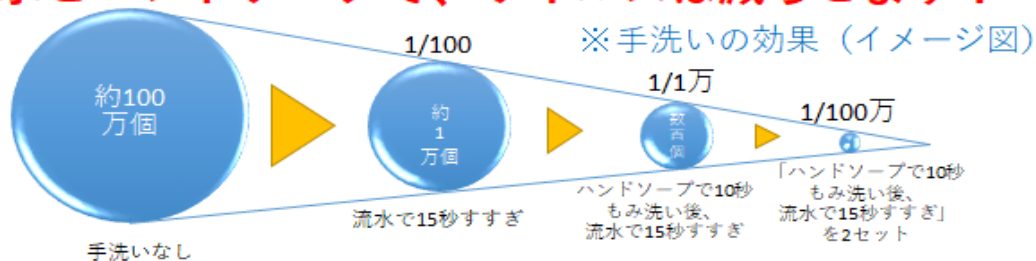 ※手洗いの効果（イメージ図）
約100
万個
手洗いなし
1/100
約
1
万個
流水で15秒すすぎ
1/1万
数
百
個
ハンドソープで10秒
もみ洗い後、
流水で15秒すすぎ
1/100万
「ハンドソープで10秒
もみ洗い後、
流水で15秒すすぎ」
を2セット